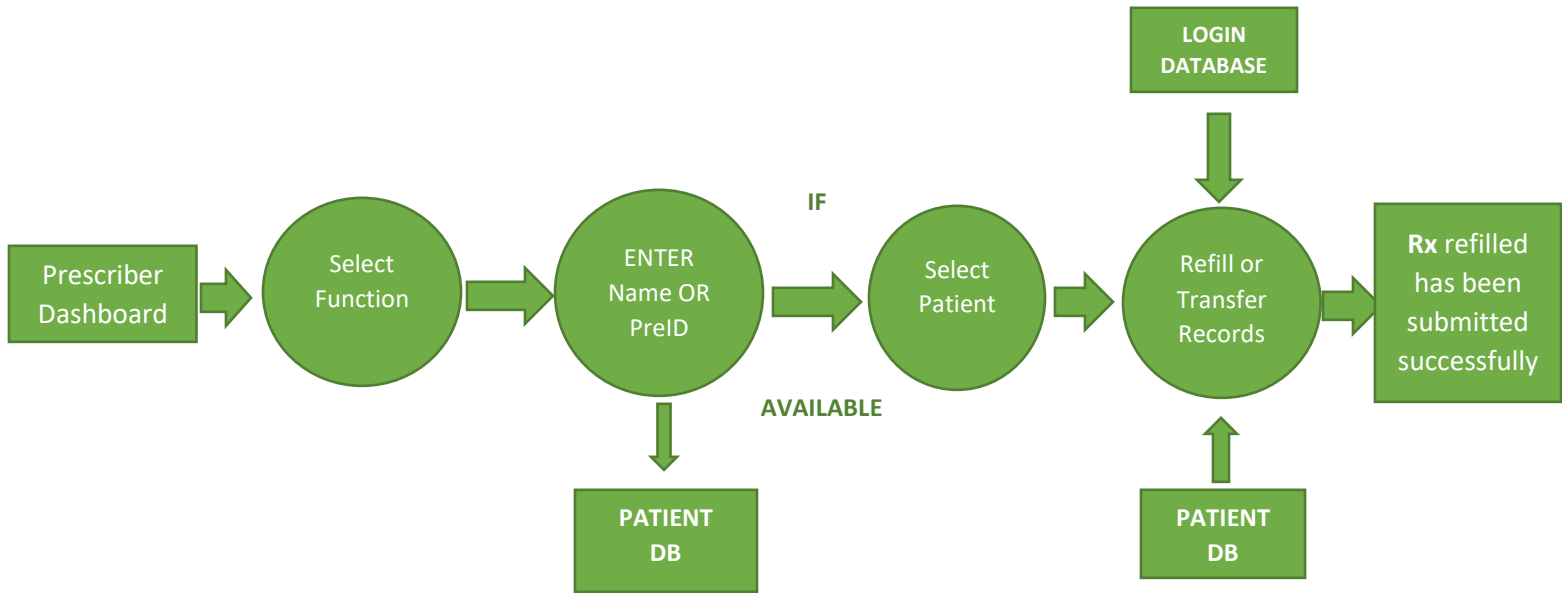 LOGIN
DATABASE
Prescriber
Dashboard
Select
Function
ENTER
Name OR
PreID
IF
AVAILABLE
Select
Patient
Refill or
Transfer
Records
Rx refilled
has been
submitted
successfully
PATIENT
DB
PATIENT
DB